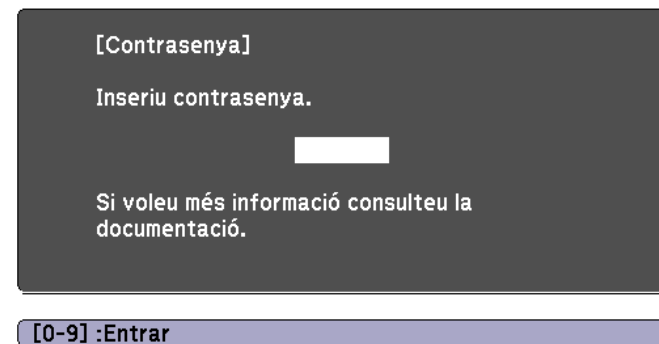 [Contrasenya]
Inseriu contrasenya.
Si voleu més informació consulteu la
documentació.
[0-9] :Entrar